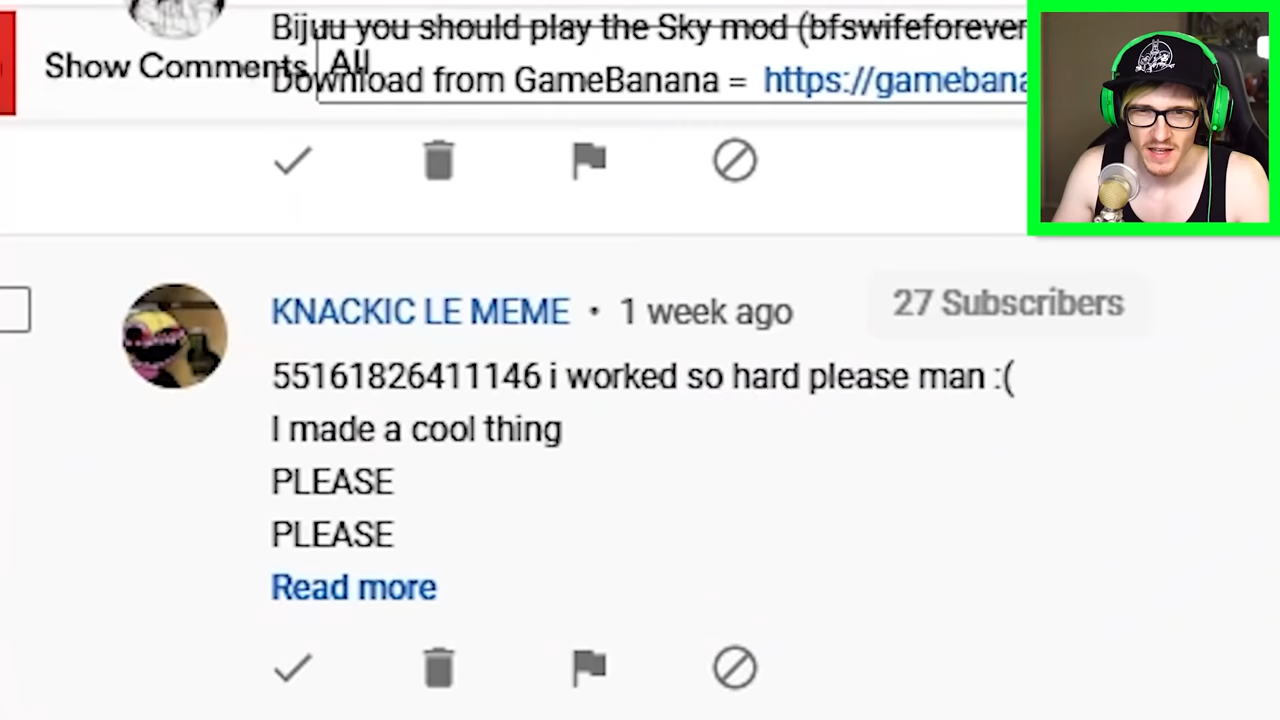 Bijuu you should play the Sky mod (bfswifeforever
Show Comments All
Download from GameBanana = https://gamebana
KNACKIC LE MEME • 1 week ago 27 Subscribers
55161826411146 i worked so hard please man :(
I made a cool thing
PLEASE
PLEASE
Read more